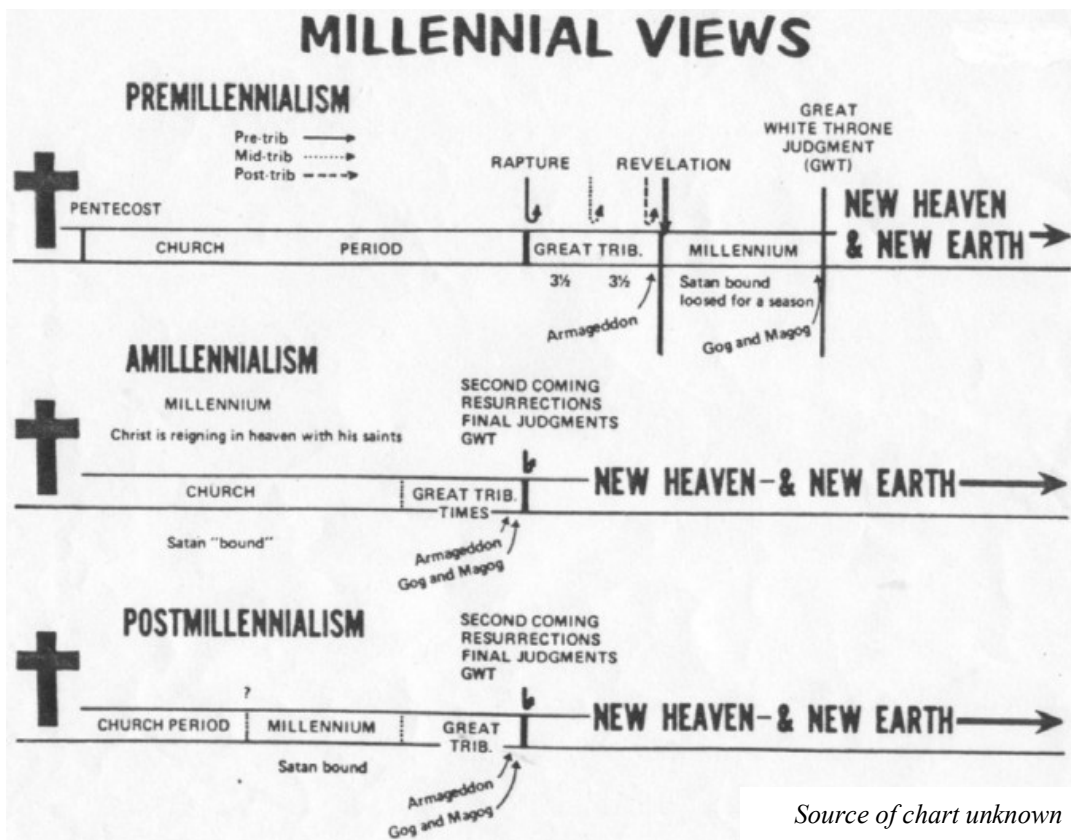 MILLENNIAL VIEWS
PREMILLENNIALISM
Pre-trib
Mid-trib
Post-trib
RAPTURE
REVELATION
GREAT
WHITE THRONE
JUDGMENT
(GWT)
PENTECOST
NEW HEAVEN
& NEW EARTH
CHURCH PERIOD
GREAT TRIB.
MILLENNIUM
3½ 3½
Satan bound
loosed for a season
Armageddon
Gog and Magog
AMILLENNIALISM
MILLENNIUM
Christ is reigning in heaven with his saints
SECOND COMING
RESURRECTIONS
FINAL JUDGMENTS
GWT
CHURCH
GREAT TRIB.
TIMES
NEW HEAVEN-& NEW EARTH
Satan "bound"
Armageddon
Gog and Magog
POSTMILLENNIALISM
SECOND COMING
RESURRECTIONS
FINAL JUDGMENTS
GWT
?
CHURCH PERIOD
MILLENNIUM
GREAT
TRIB.
NEW HEAVEN-& NEW EARTH
Satan bound
Armageddon
Gog and Magog
Source of chart unknown